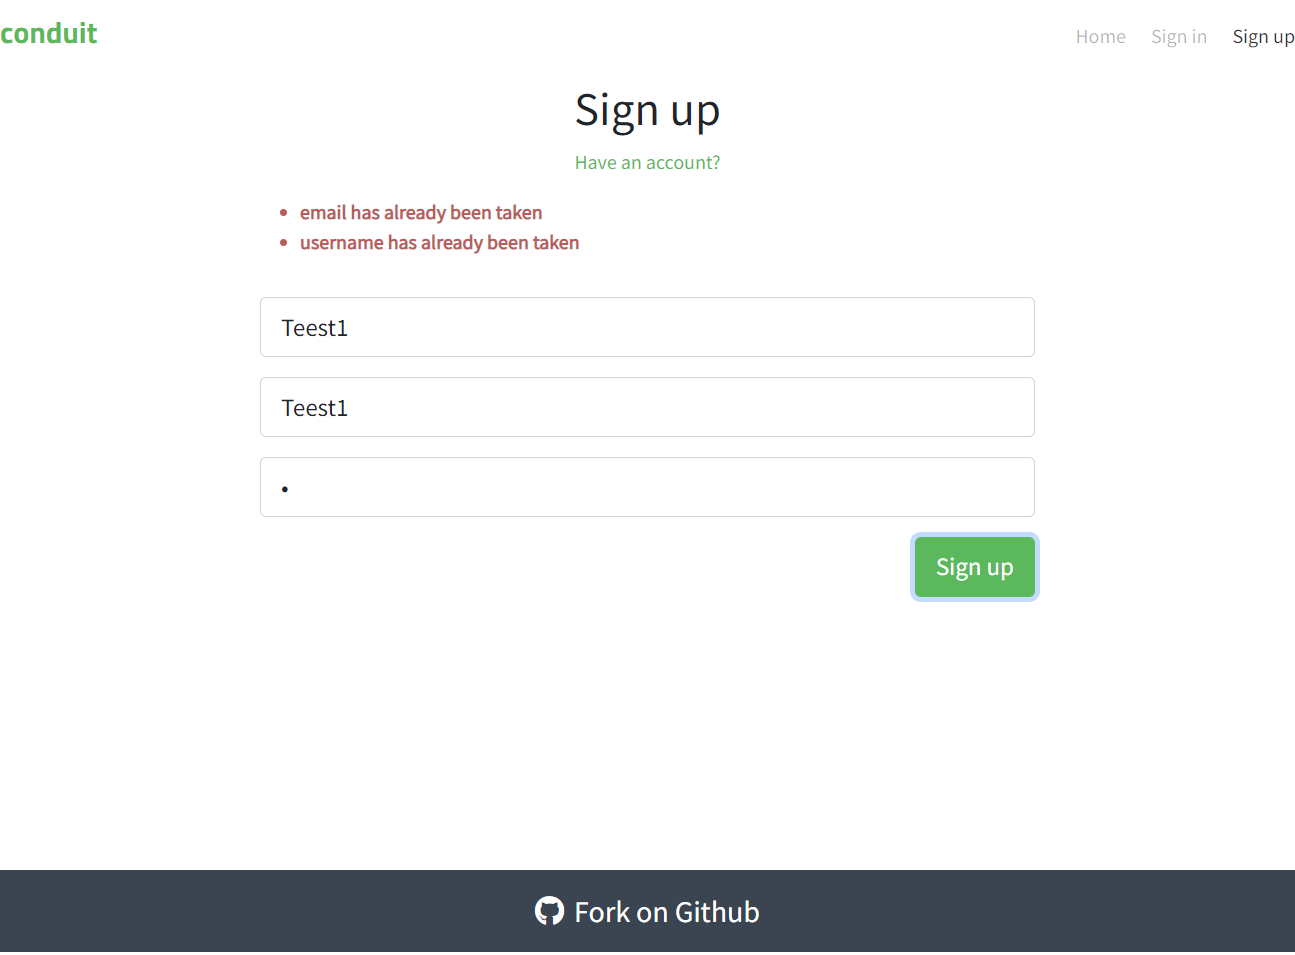 conduit
Home Sign in Sign up
Sign up
Have an account?
• email has already been taken
• username has already been taken
Teest1
Teest1
•
Sign up
Fork on Github